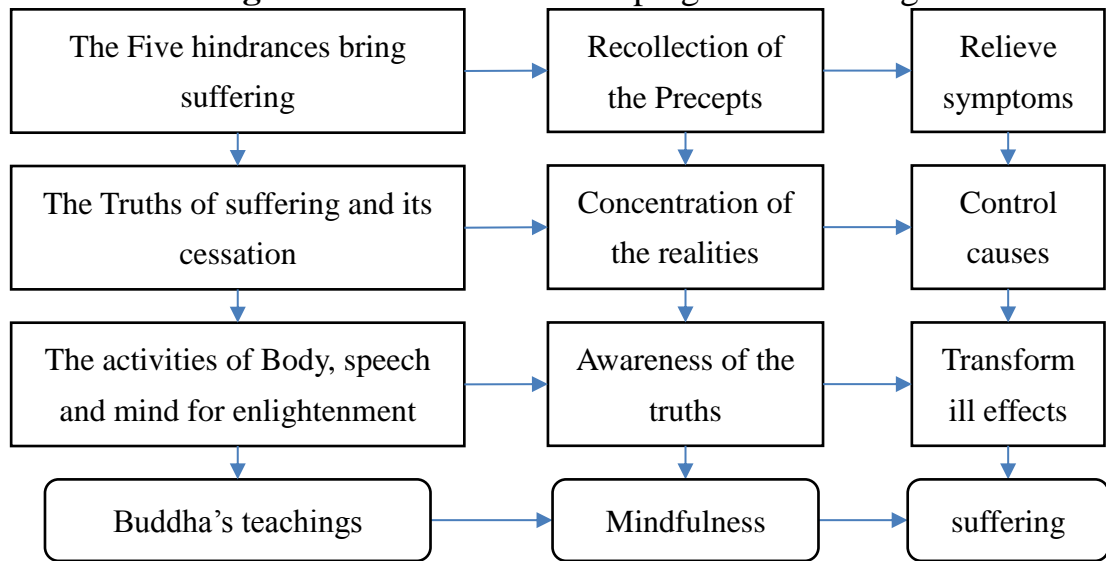 The Five hindrances bring
suffering
Recollection of
the Precepts
Relieve
symptoms
The Truths of suffering and its
cessation
Concentration of
the realities
Control
causes
The activities of Body, speech
and mind for enlightenment
Awareness of the
truths
Transform
ill effects
Buddha’s teachings
Mindfulness
suffering